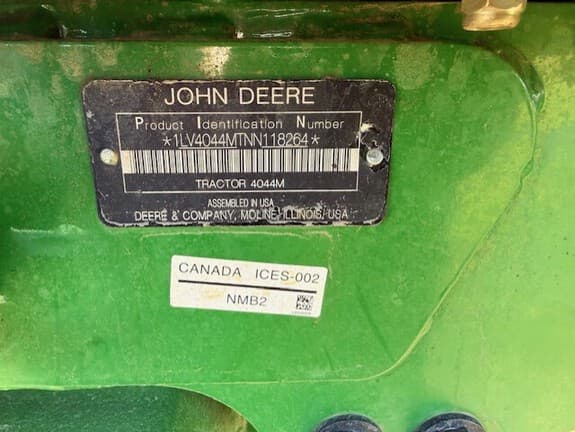 JOHN DEERE
Product Identification Number
*1LV4044MTNN118264*
TRACTOR 4044M
ASSEMBLED IN USA
DEERE & COMPANY, MOLINE, ILLINOIS, USA
CANADA ICES-002
NMB2